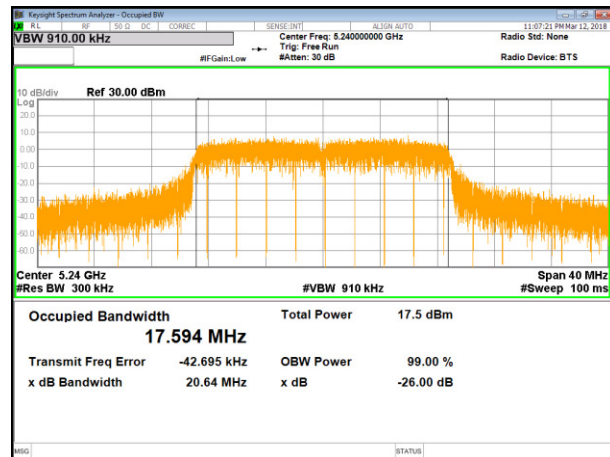 Keysight Spectrum Analyzer - Occupied BW
RL RF 50 Ω DC CORREC SENSE:INT ALIGN AUTO 11:07:21 PM Mar 12, 2018
VBW 910.00 kHz Center Freq: 5.240000000 GHz Radio Std: None
Trig: Free Run
#IFGain:Low #Atten: 30 dB Radio Device: BTS
10 dB/div Ref 30.00 dBm
Log
20.0
10.0
0.00
-10.0
-20.0
-30.0
-40.0
-50.0
-60.0
Center 5.24 GHz Span 40 MHz
#Res BW 300 kHz #VBW 910 kHz #Sweep 100 ms
Occupied Bandwidth Total Power 17.5 dBm
17.594 MHz
Transmit Freq Error -42.695 kHz OBW Power 99.00 %
x dB Bandwidth 20.64 MHz x dB -26.00 dB
MSG STATUS